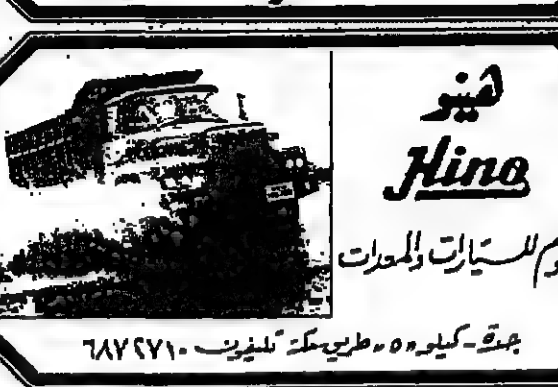 هينو
Hino
للسيارات والمعدات
جدة - كيلو «٥» طريق مكة تليفون ٦٨٧٢٧١٠